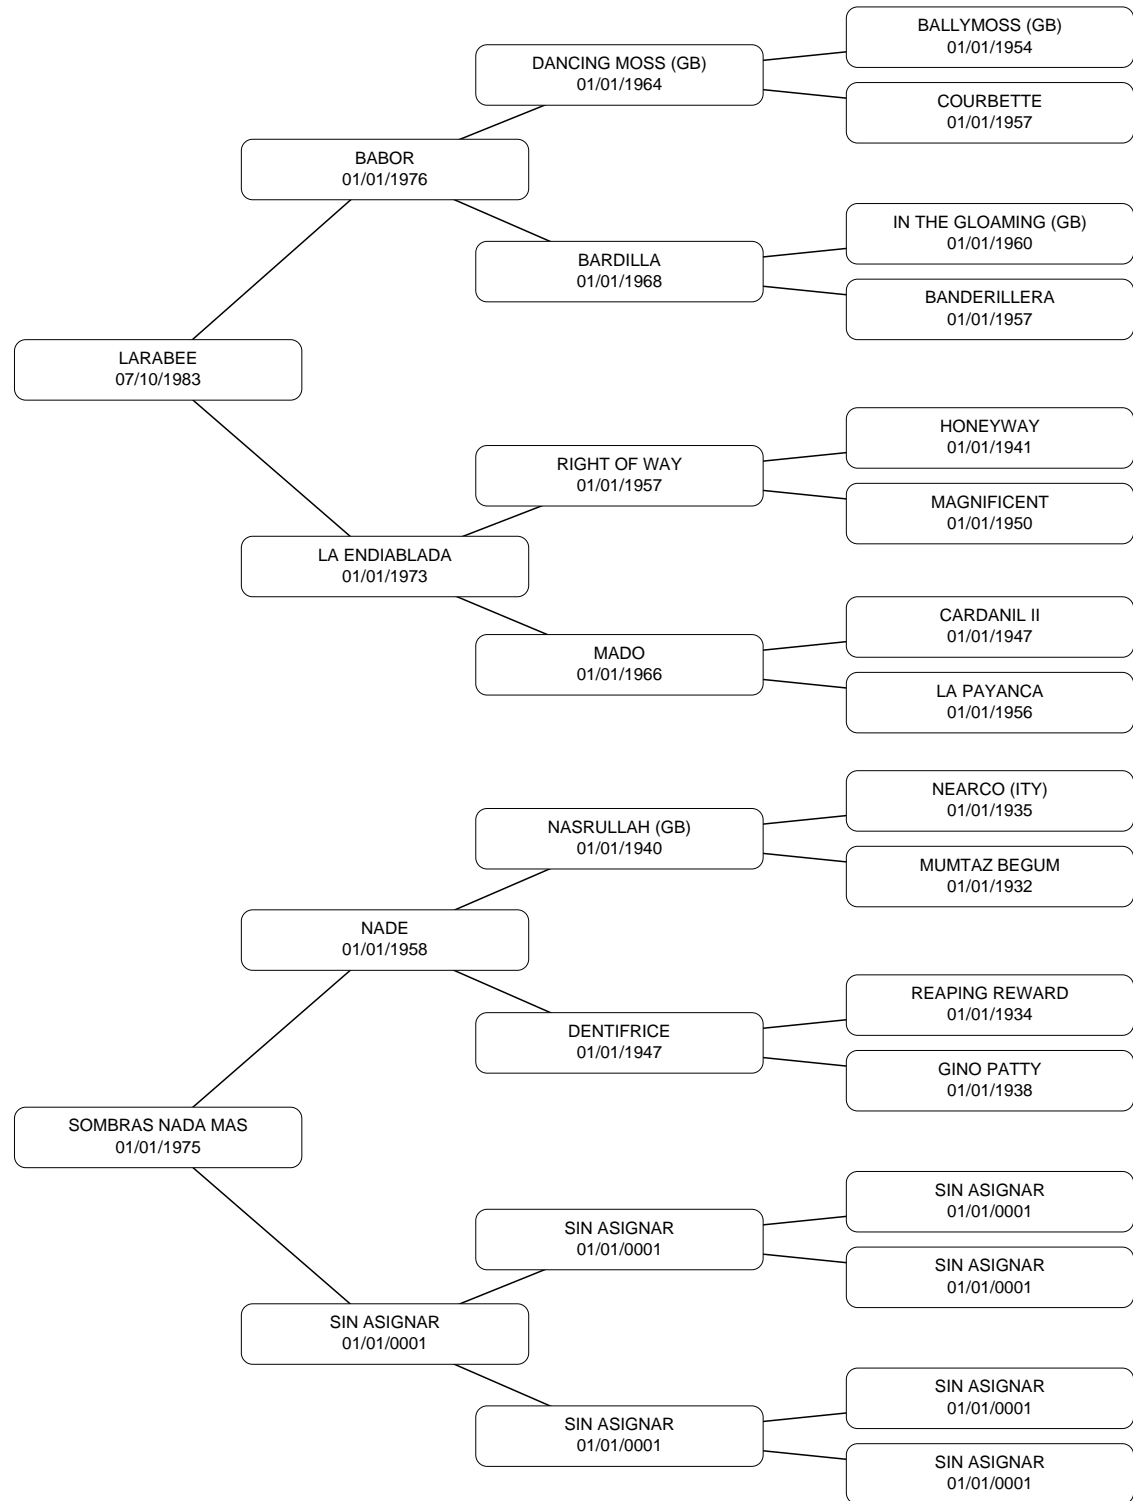 BALLYMOSS (GB)
01/01/1954
DANCING MOSS (GB)
01/01/1964
COURBETTE
01/01/1957
BABOR
01/01/1976
IN THE GLOAMING (GB)
01/01/1960
BARDILLA
01/01/1968
BANDERILLERA
01/01/1957
LARABEE
07/10/1983
HONEYWAY
01/01/1941
RIGHT OF WAY
01/01/1957
MAGNIFICENT
01/01/1950
LA ENDIABLADA
01/01/1973
CARDANIL II
01/01/1947
MADO
01/01/1966
LA PAYANCA
01/01/1956
NEARCO (ITY)
01/01/1935
NASRULLAH (GB)
01/01/1940
MUMTAZ BEGUM
01/01/1932
NADE
01/01/1958
REAPING REWARD
01/01/1934
DENTIFRICE
01/01/1947
GINO PATTY
01/01/1938
SOMBRAS NADA MAS
01/01/1975
SIN ASIGNAR
01/01/0001
SIN ASIGNAR
01/01/0001
SIN ASIGNAR
01/01/0001
SIN ASIGNAR
01/01/0001
SIN ASIGNAR
01/01/0001
SIN ASIGNAR
01/01/0001
SIN ASIGNAR
01/01/0001